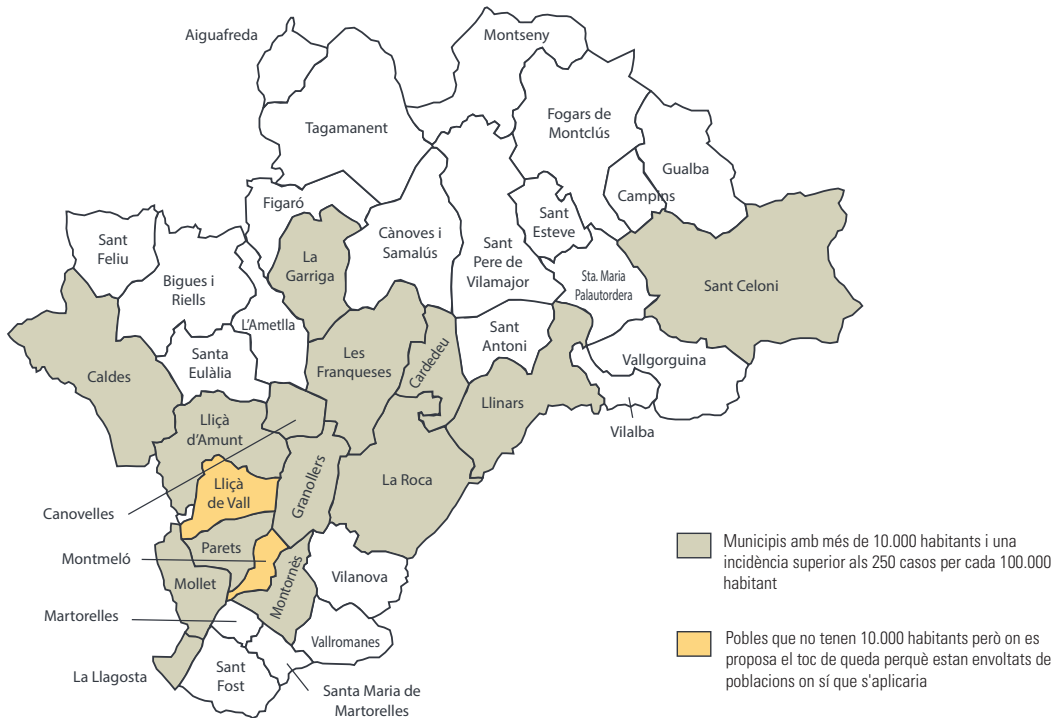 Aiguafreda
Montseny
Tagamanent
Fogars de
Montclús
Gualba
Campins
Figaró
Sant
Feliu
Bigues i
Riells
La
Garriga
Cànoves i
Samalús
Sant
Pere de
Vilamajor
Sant
Esteve
Sta. Maria
Palautordera
Sant Celoni
L'Ametlla
Santa
Eulàlia
Caldes
Les
Franqueses
Cardedeu
Sant
Antoni
Vallgorguina
Llinars
Vilalba
Lliçà
d'Amunt
Lliçà
de Vall
Granollers
La Roca
Canovelles
Montmeló
Parets
Mollet
Montornès
Vilanova
Martorelles
Vallromanes
La Llagosta
Sant
Fost
Santa Maria de
Martorelles
Municipis amb més de 10.000 habitants i una
incidència superior als 250 casos per cada 100.000
habitant
Pobles que no tenen 10.000 habitants però on es
proposa el toc de queda perquè estan envoltats de
poblacions on sí que s'aplicaria